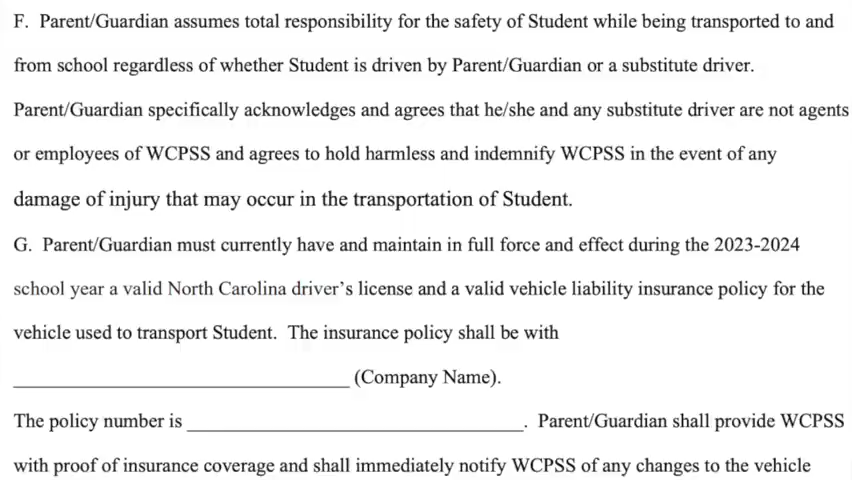 F. Parent/Guardian assumes total responsibility for the safety of Student while being transported to and
from school regardless of whether Student is driven by Parent/Guardian or a substitute driver.
Parent/Guardian specifically acknowledges and agrees that he/she and any substitute driver are not agents
or employees of WCPSS and agrees to hold harmless and indemnify WCPSS in the event of any
damage of injury that may occur in the transportation of Student.
G. Parent/Guardian must currently have and maintain in full force and effect during the 2023-2024
school year a valid North Carolina driver's license and a valid vehicle liability insurance policy for the
vehicle used to transport Student. The insurance policy shall be with
___________________________________ (Company Name).
The policy number is ___________________________________. Parent/Guardian shall provide WCPSS
with proof of insurance coverage and shall immediately notify WCPSS of any changes to the vehicle